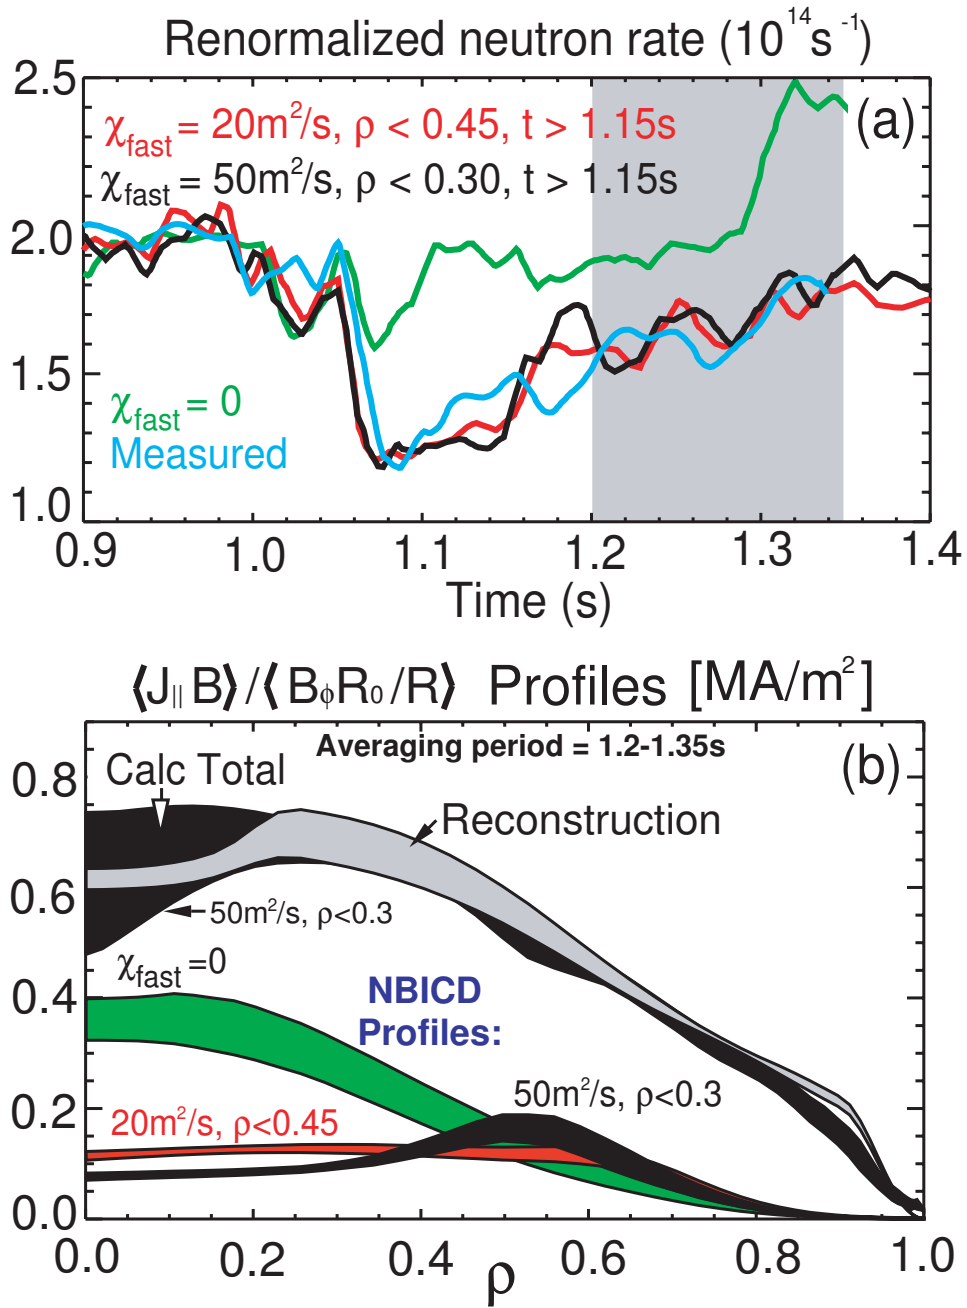 Renormalized neutron rate (10¹⁴s⁻¹)
2.5
χfast = 20m²/s, ρ < 0.45, t > 1.15s
(a)
χfast = 50m²/s, ρ < 0.30, t > 1.15s
2.0
1.5
χfast = 0
Measured
1.0
0.9 1.0 1.1 1.2 1.3 1.4
Time (s)
⟨J|| B⟩/⟨BϕR₀/R⟩ Profiles [MA/m²]
Averaging period = 1.2-1.35s
(b)
0.8
Calc Total
Reconstruction
0.6
50m²/s, ρ<0.3
χfast =0
0.4
NBICD
Profiles:
50m²/s, ρ<0.3
0.2
20m²/s, ρ<0.45
0.0
0.0 0.2 0.4 0.6 0.8 1.0
ρ